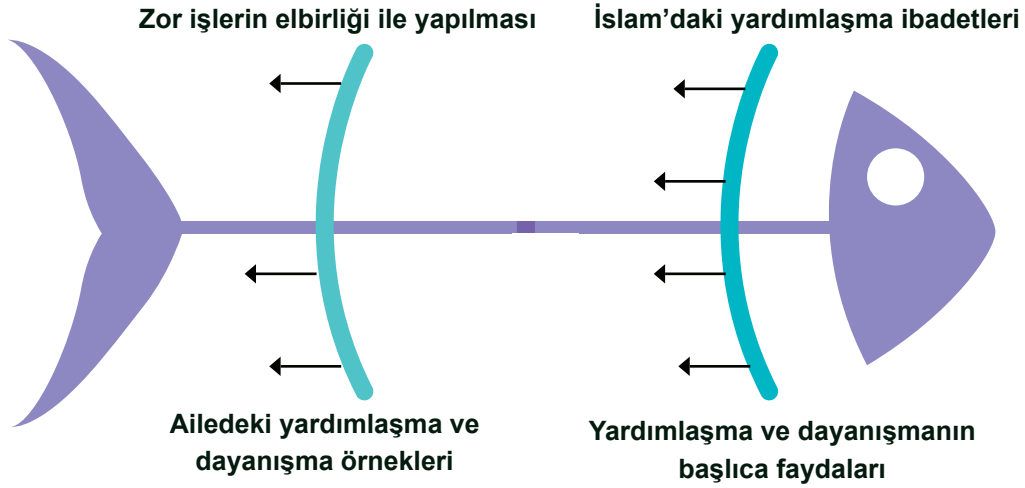 Zor işlerin elbirliği ile yapılması
İslam’daki yardımlaşma ibadetleri
Ailedeki yardımlaşma ve
dayanışma örnekleri
Yardımlaşma ve dayanışmanın
başlıca faydaları